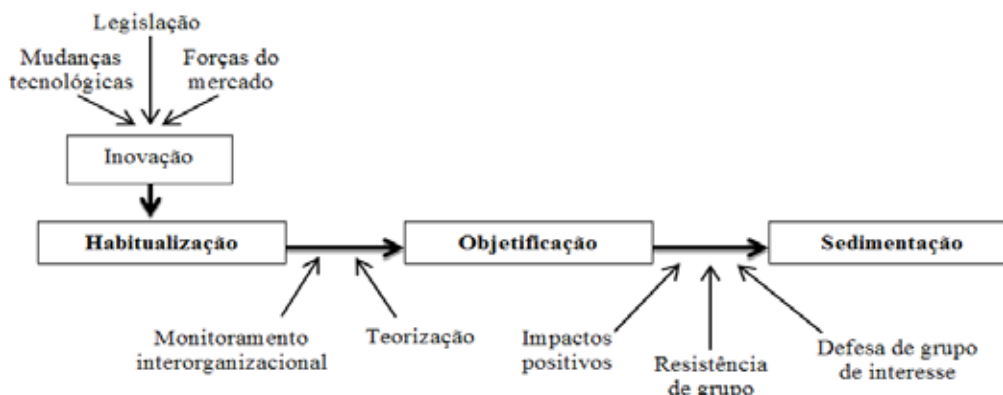 Legislação
Mudanças
tecnológicas
Forças do
mercado
Inovação
Habitualização
Objetificação
Sedimentação
Monitoramento
interorganizacional
Teorização
Impactos
positivos
Resistência
de grupo
Defesa de grupo
de interesse